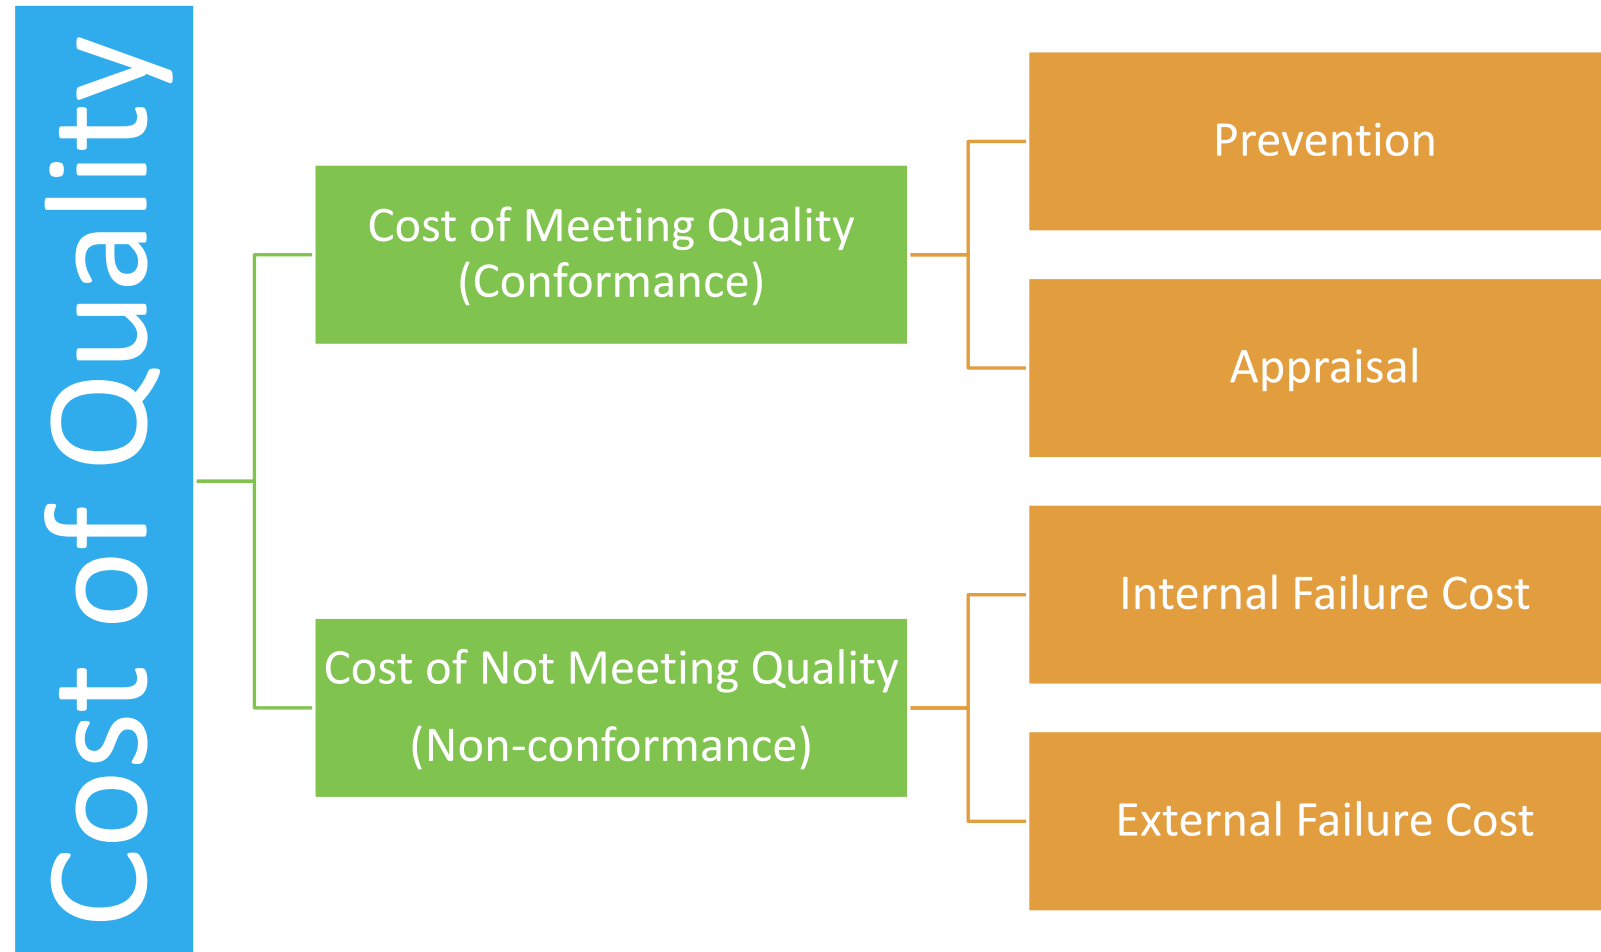 Cost of Quality
Cost of Meeting Quality
(Conformance)
Prevention
Appraisal
Cost of Not Meeting Quality
(Non-conformance)
Internal Failure Cost
External Failure Cost